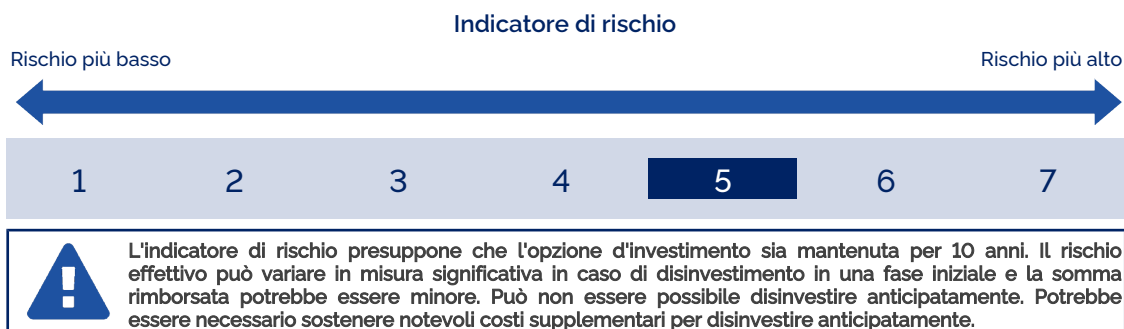 Indicatore di rischio
Rischio più basso Rischio più alto
1 2 3 4 5 6 7
L'indicatore di rischio presuppone che l'opzione d'investimento sia mantenuta per 10 anni. Il rischio
effettivo può variare in misura significativa in caso di disinvestimento in una fase iniziale e la somma
rimborsata potrebbe essere minore. Può non essere possibile disinvestire anticipatamente. Potrebbe
essere necessario sostenere notevoli costi supplementari per disinvestire anticipatamente.